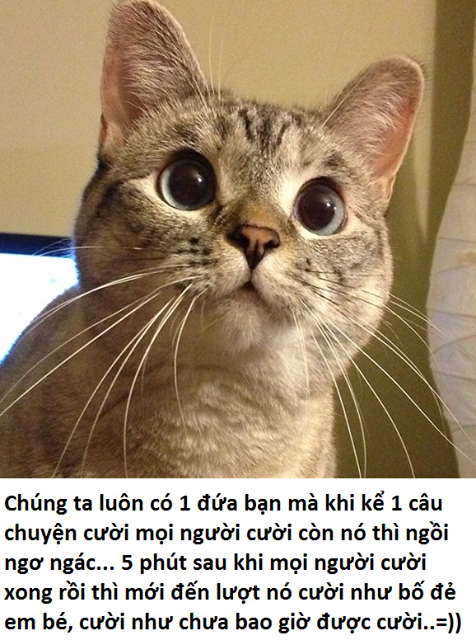 Chúng ta luôn có 1 đứa bạn mà khi kể 1 câu
chuyện cười mọi người cười còn nó thì ngồi
ngơ ngác... 5 phút sau khi mọi người cười
xong rồi thì mới đến lượt nó cười như bố đẻ
em bé, cười như chưa bao giờ được cười..=))